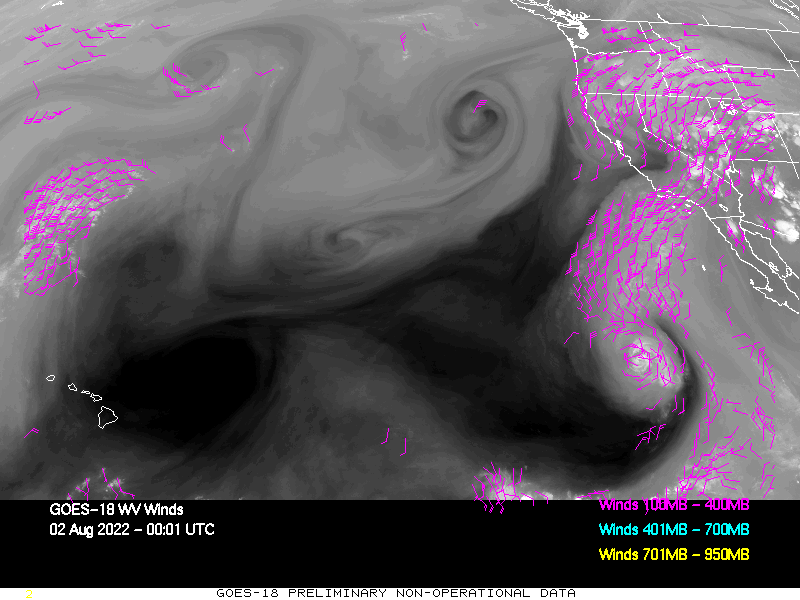 GOES-18 WV Winds
02 Aug 2022 - 00:01 UTC
Winds 100MB - 400MB
Winds 401MB - 700MB
Winds 701MB - 950MB
2 GOES-18 PRELIMINARY NON-OPERATIONAL DATA